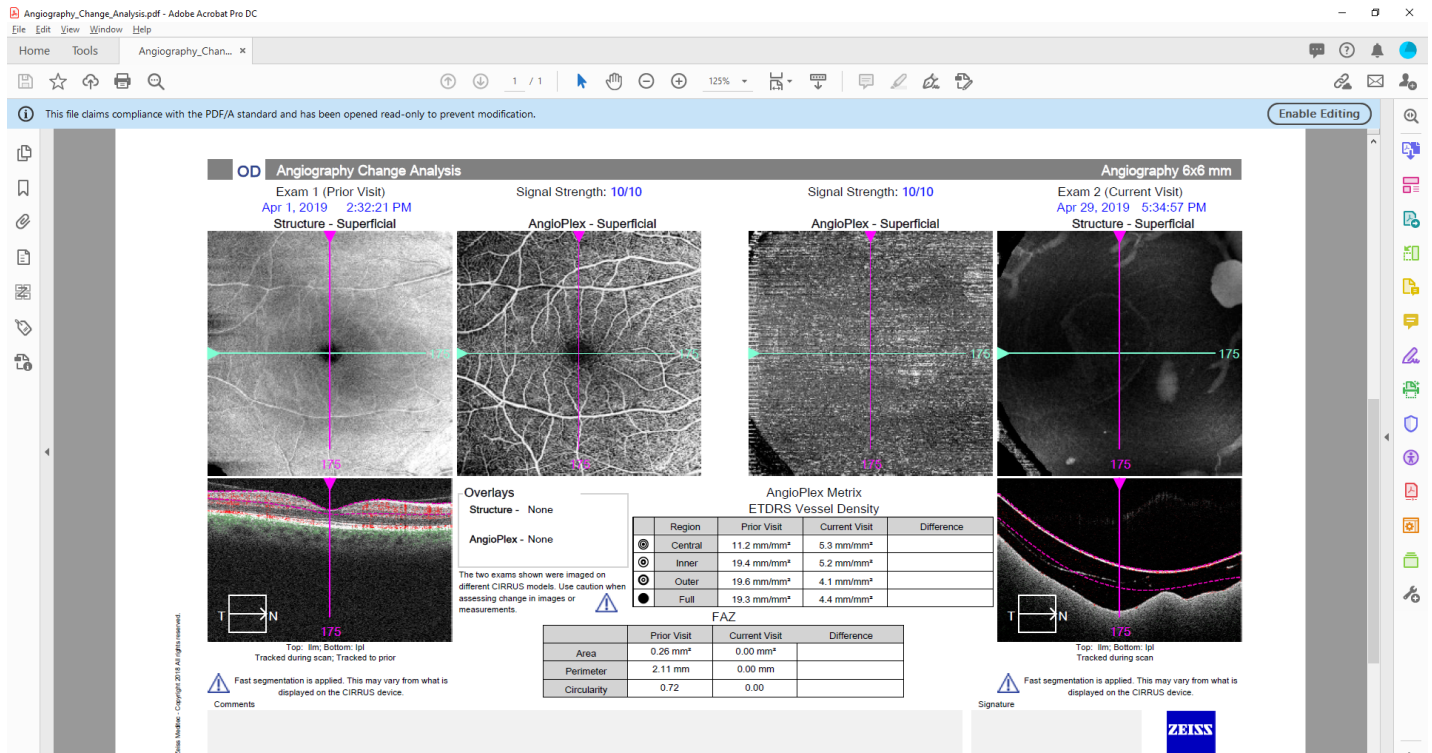 Angiography_Change_Analysis.pdf - Adobe Acrobat Pro DC
File Edit View Window Help
Home Tools Angiography_Chan... ×
1 / 1 125%
This file claims compliance with the PDF/A standard and has been opened read-only to prevent modification.
Enable Editing
OD Angiography Change Analysis Angiography 6x6 mm
Exam 1 (Prior Visit) Signal Strength: 10/10 Signal Strength: 10/10 Exam 2 (Current Visit)
Apr 1, 2019 2:32:21 PM Apr 29, 2019 5:34:57 PM
Structure - Superficial AngioPlex - Superficial AngioPlex - Superficial Structure - Superficial
175 175 175 175
175 175 175 175
Overlays
Structure - None
AngioPlex - None
The two exams shown were imaged on
different CIRRUS models. Use caution when
assessing change in images or
measurements.
AngioPlex Metric
ETDRS Vessel Density
Region Prior Visit Current Visit Difference
Central 11.2 mm/mm² 5.3 mm/mm²
Inner 19.4 mm/mm² 5.2 mm/mm²
Outer 19.6 mm/mm² 4.1 mm/mm²
Full 19.3 mm/mm² 4.4 mm/mm²
FAZ
Prior Visit Current Visit Difference
Area 0.26 mm² 0.00 mm²
Perimeter 2.11 mm 0.00 mm
Circularity 0.72 0.00
T N
175
Top: Ilm; Bottom: Ipl
Tracked during scan; Tracked to prior
Fast segmentation is applied. This may vary from what is
displayed on the CIRRUS device.
T N
175
Top: Ilm; Bottom: Ipl
Tracked during scan
Fast segmentation is applied. This may vary from what is
displayed on the CIRRUS device.
Comments
Signature
ZEISS
Zeiss Meditec - Copyright 2018 All rights reserved.